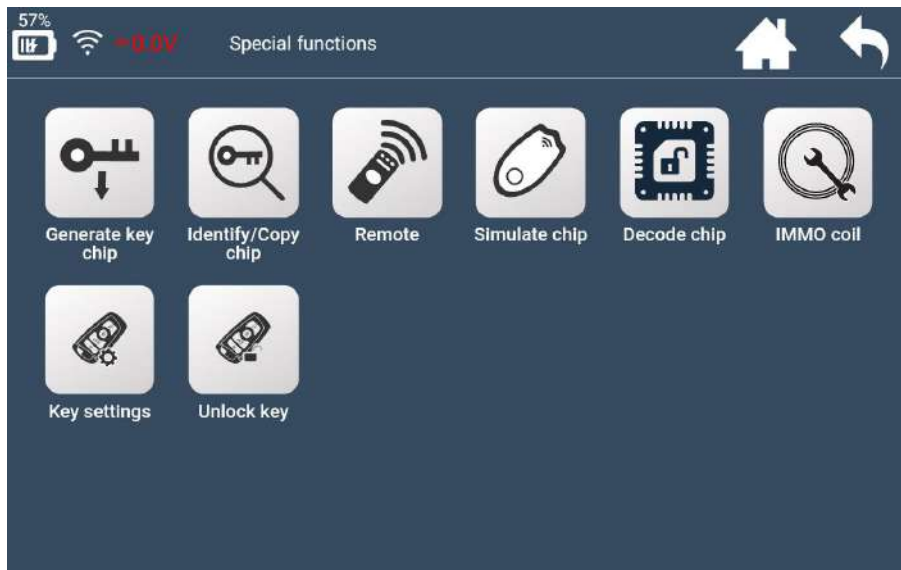 57%
0.0V
Special functions
Generate key
chip
Identify/Copy
chip
Remote
Simulate chip
Decode chip
IMMO coil
Key settings
Unlock key